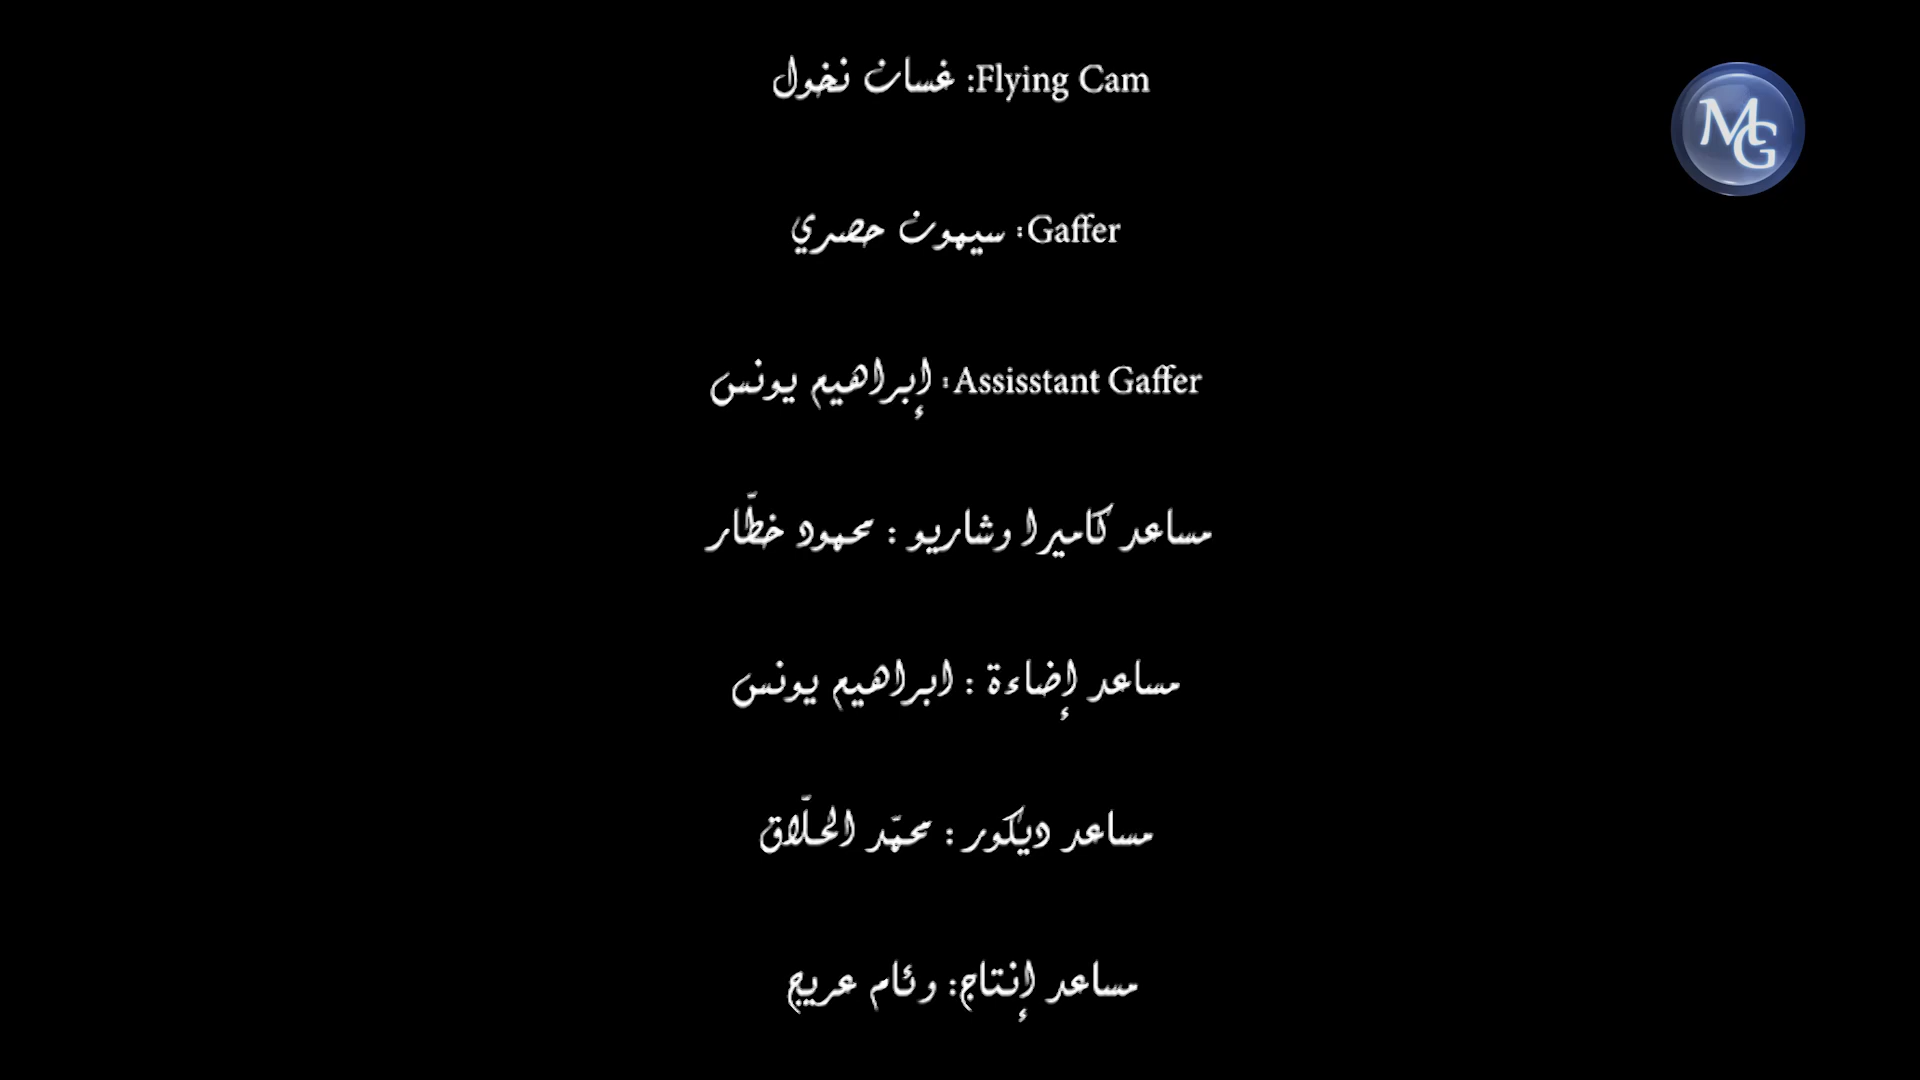 Flying Cam: غسان نخول
MG
Gaffer: سيمون حصري
Assisstant Gaffer: إبراهيم يونس
مساعد كاميرا وشاريو : محمود خطّار
مساعد إضاءة : ابراهيم يونس
مساعد ديكور : محمّد الحلّاق
مساعد إنتاج: وئام عريج